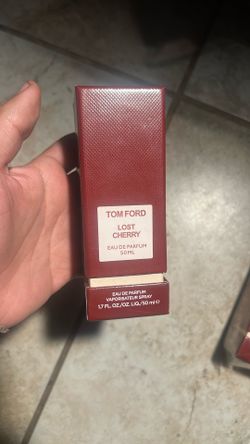 TOM FORD
LOST
CHERRY
EAU DE PARFUM
50 ML
EAU DE PARFUM
VAPORISATEUR SPRAY
1.7 FL. OZ./OZ. LIQ./50 ml ℮